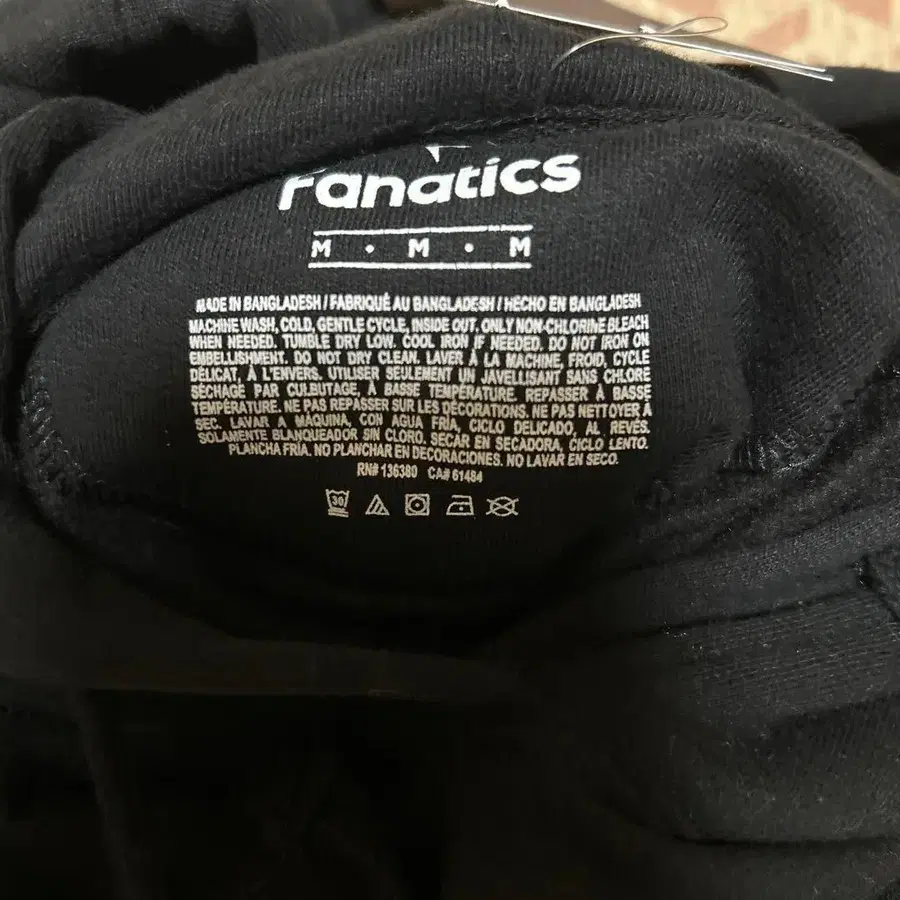 Fanatics
M • M • M
MADE IN BANGLADESH / FABRIQUÉ AU BANGLADESH / HECHO EN BANGLADESH
MACHINE WASH, COLD, GENTLE CYCLE, INSIDE OUT. ONLY NON-CHLORINE BLEACH
WHEN NEEDED. TUMBLE DRY LOW. COOL IRON IF NEEDED. DO NOT IRON ON
EMBELLISHMENT. DO NOT DRY CLEAN. LAVER À LA MACHINE, FROID, CYCLE
DÉLICAT, À L'ENVERS. UTILISER SEULEMENT UN JAVELLISANT SANS CHLORE
SÉCHAGE PAR CULBUTAGE, À BASSE TEMPÉRATURE. REPASSER À BASSE
TEMPÉRATURE. NE PAS REPASSER SUR LES DÉCORATIONS. NE PAS NETTOYER À
SEC. LAVAR A MÁQUINA, CON AGUA FRÍA, CICLO DELICADO, AL REVÉS.
SOLAMENTE BLANQUEADOR SIN CLORO. SECAR EN SECADORA, CICLO LENTO.
PLANCHA FRÍA. NO PLANCHAR EN DECORACIONES. NO LAVAR EN SECO.
RN# 136380 CA# 61484
30